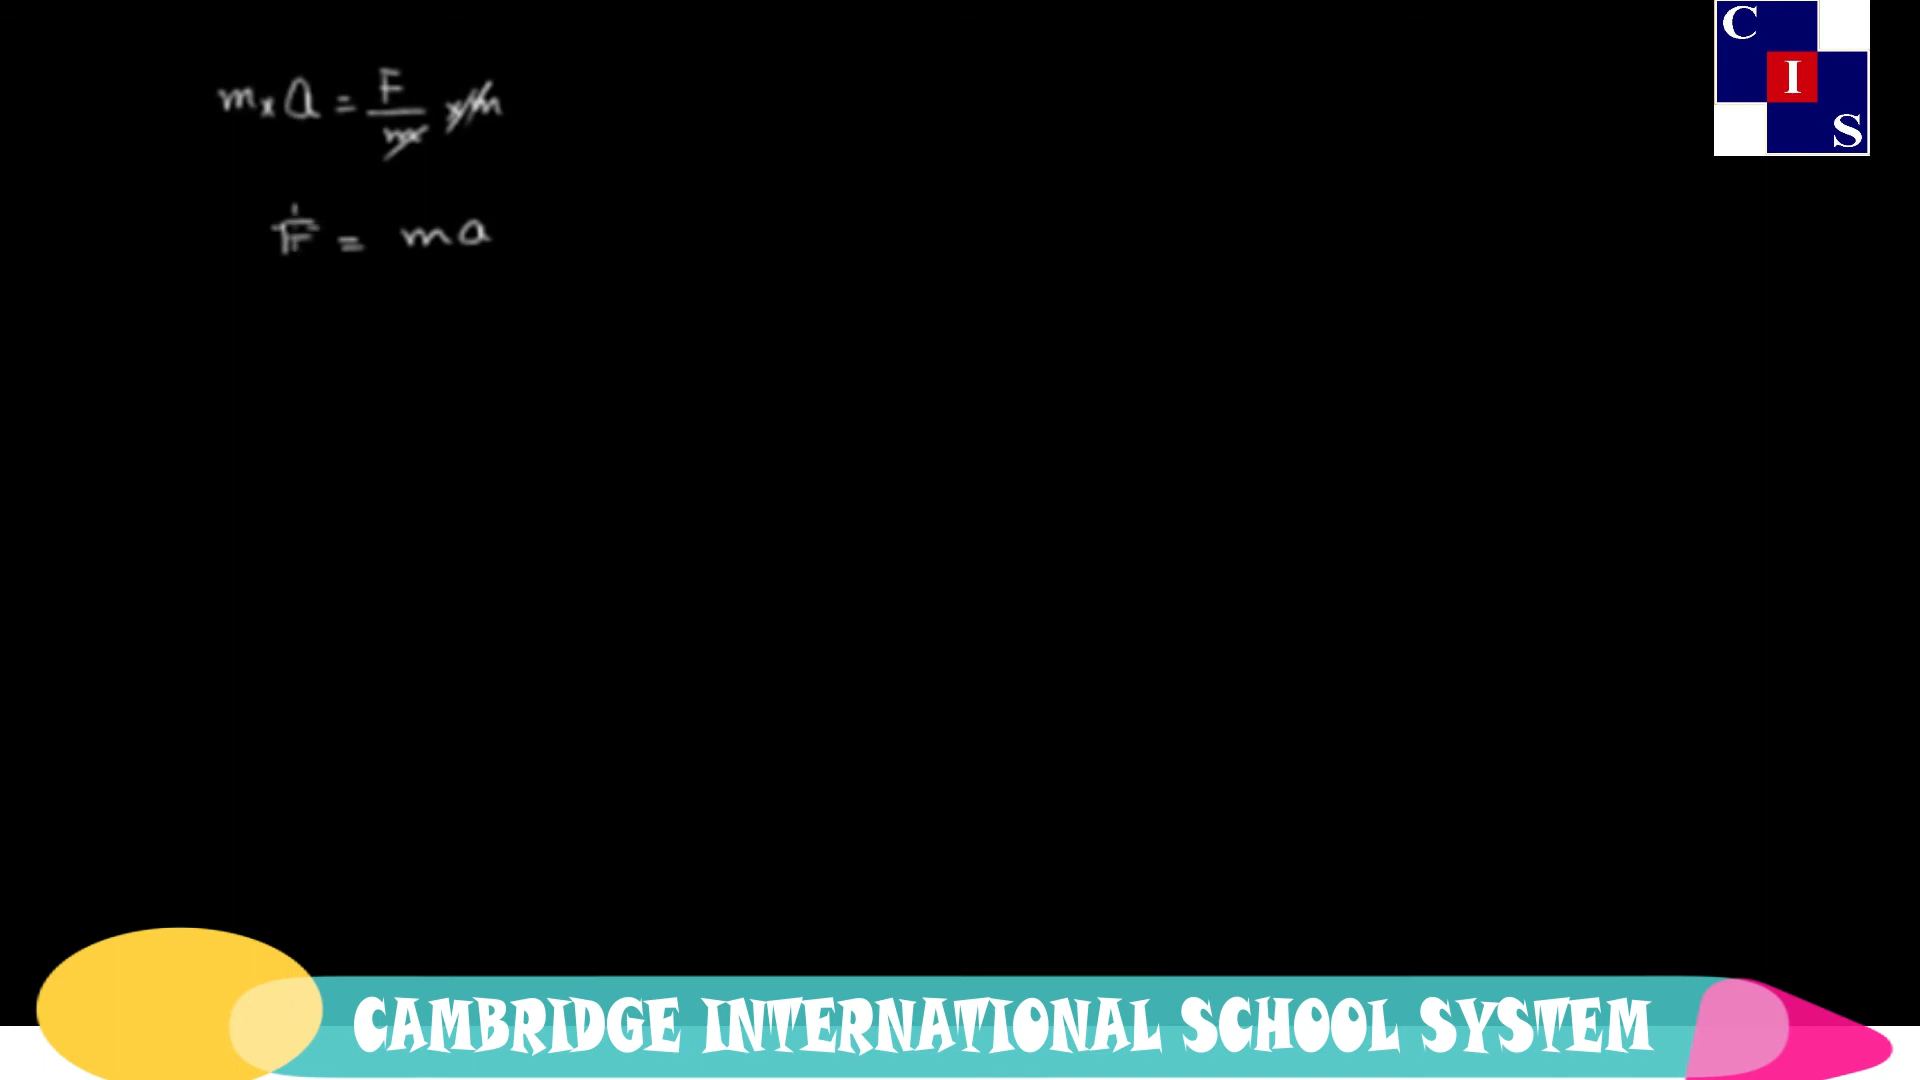 C
I
S
m x a = F/m x m
F = ma
CAMBRIDGE INTERNATIONAL SCHOOL SYSTEM